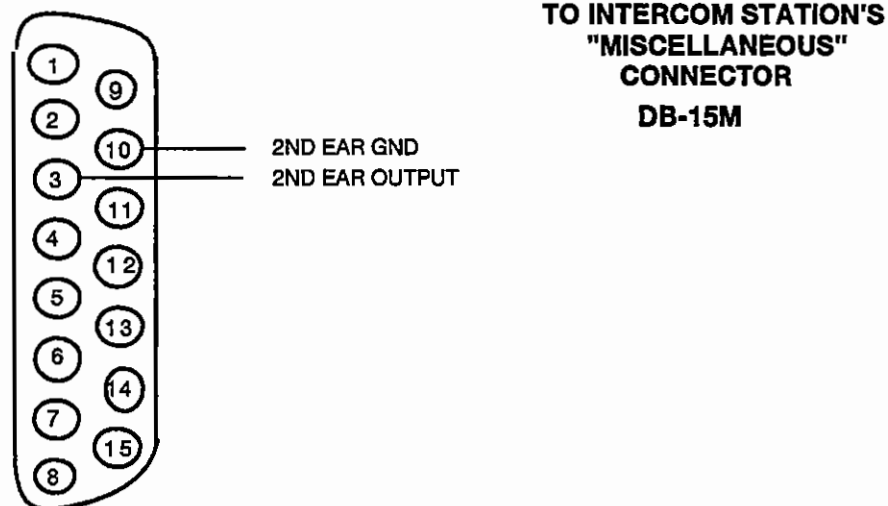 TO INTERCOM STATION'S
"MISCELLANEOUS"
CONNECTOR
DB-15M
1
9
2
10
2ND EAR GND
3
2ND EAR OUTPUT
11
4
12
5
13
6
14
7
15
8